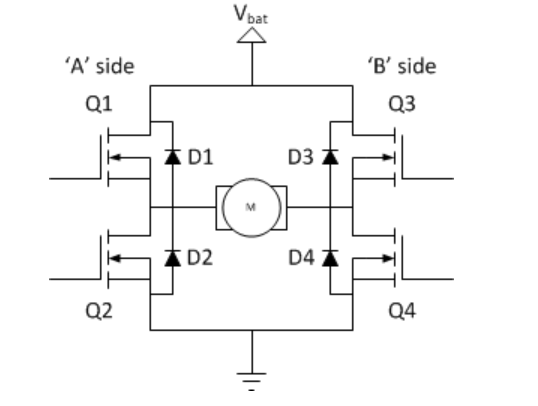 Vbat
'A' side
'B' side
Q1
Q3
D1
D3
M
D2
D4
Q2
Q4